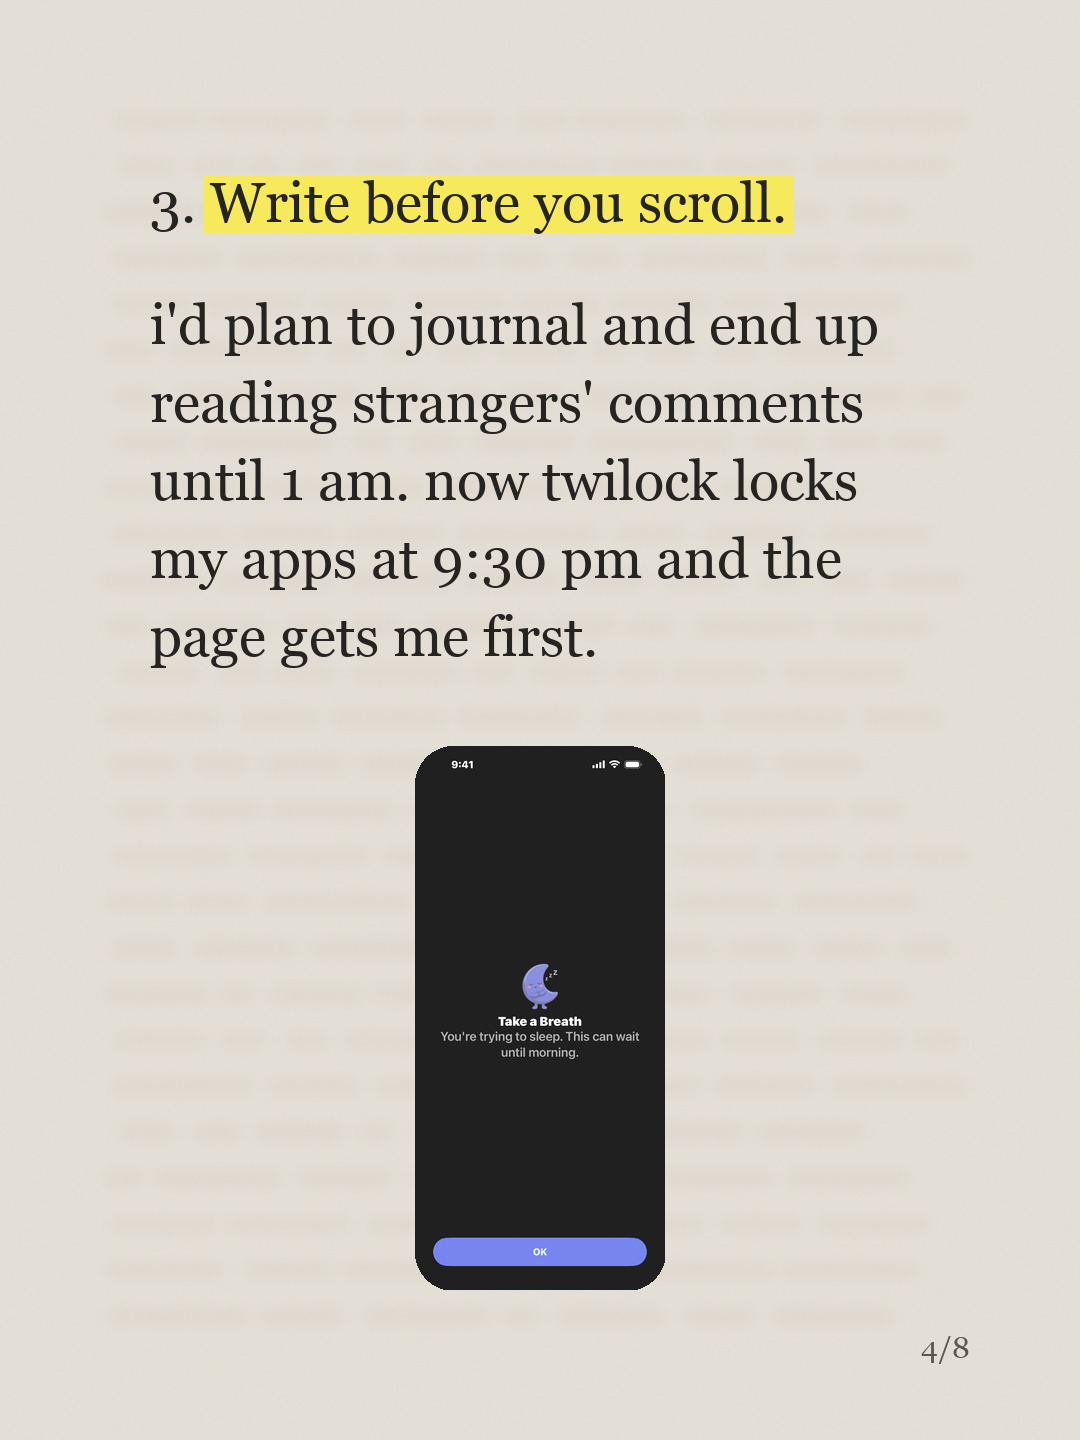 3. Write before you scroll.
i'd plan to journal and end up
reading strangers' comments
until 1 am. now twilock locks
my apps at 9:30 pm and the
page gets me first.
9:41
z z z
Take a Breath
You're trying to sleep. This can wait
until morning.
OK
4/8